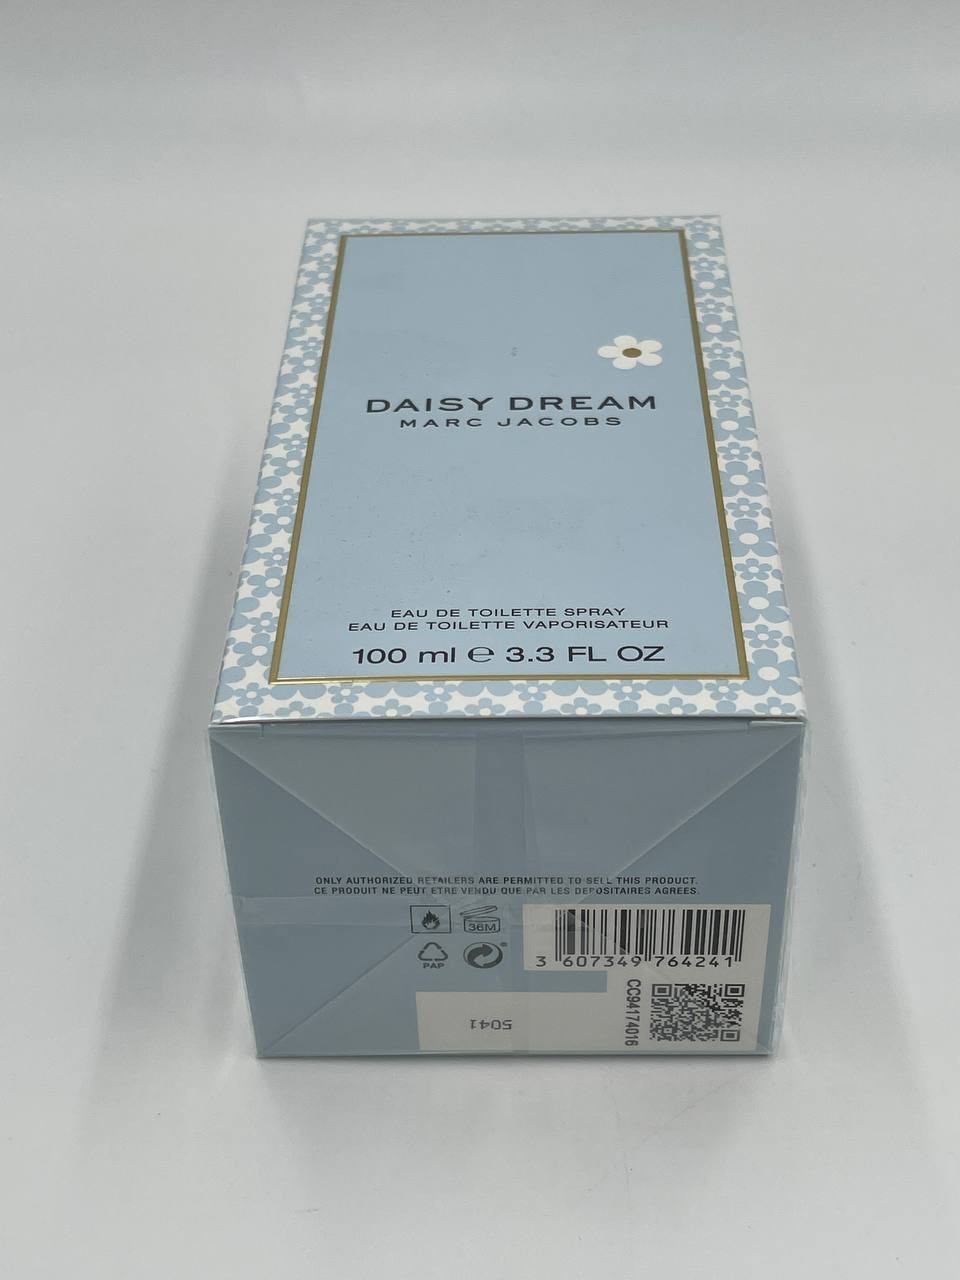 DAISY DREAM
MARC JACOBS
EAU DE TOILETTE SPRAY
EAU DE TOILETTE VAPORISATEUR
100 ml ℮ 3.3 FL OZ
ONLY AUTHORIZED RETAILERS ARE PERMITTED TO SELL THIS PRODUCT.
CE PRODUIT NE PEUT ETRE VENDU QUE PAR LES DEPOSITAIRES AGREES.
36M
PAP
3 607349 764241
CC94174016
5041